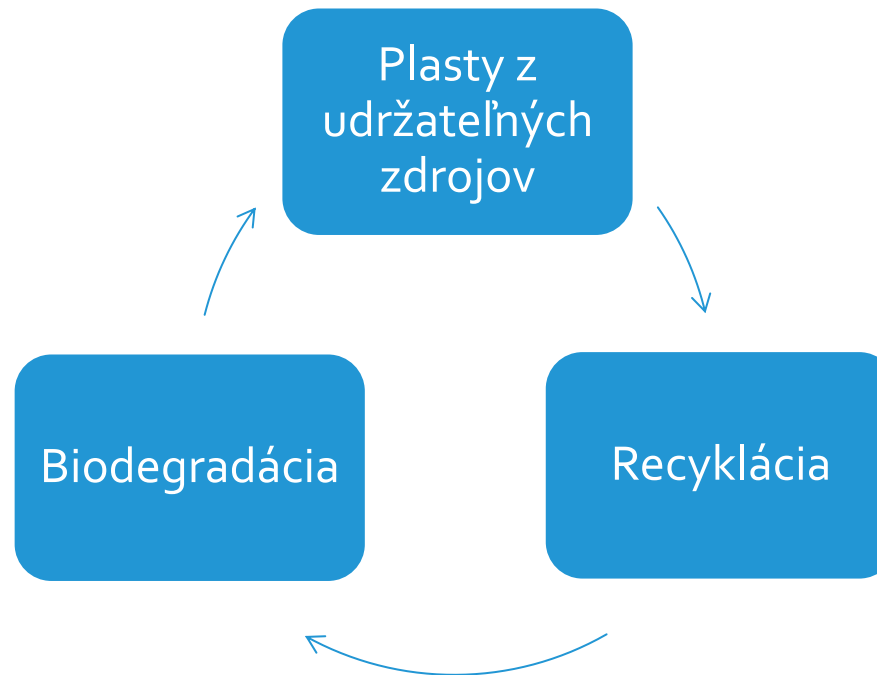 Plasty z
udržateľných
zdrojov
Biodegradácia
Recyklácia